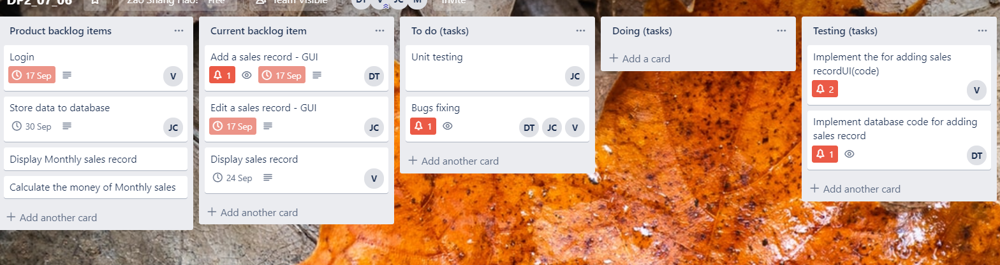 DP2_07_06
Zao Shang Hao!
Free
Team Visible
DT V JC M
Invite
Product backlog items
Login
17 Sep
V
Store data to database
30 Sep
JC
Display Monthly sales record
Calculate the money of Monthly sales
+ Add another card
Current backlog item
Add a sales record - GUI
1
17 Sep
DT
Edit a sales record - GUI
17 Sep
JC
Display sales record
24 Sep
V
+ Add another card
To do (tasks)
Unit testing
JC
Bugs fixing
1
DT JC V
+ Add another card
Doing (tasks)
+ Add a card
Testing (tasks)
Implement the for adding sales
recordUI(code)
2
V
Implement database code for adding
sales record
1
DT
+ Add another card